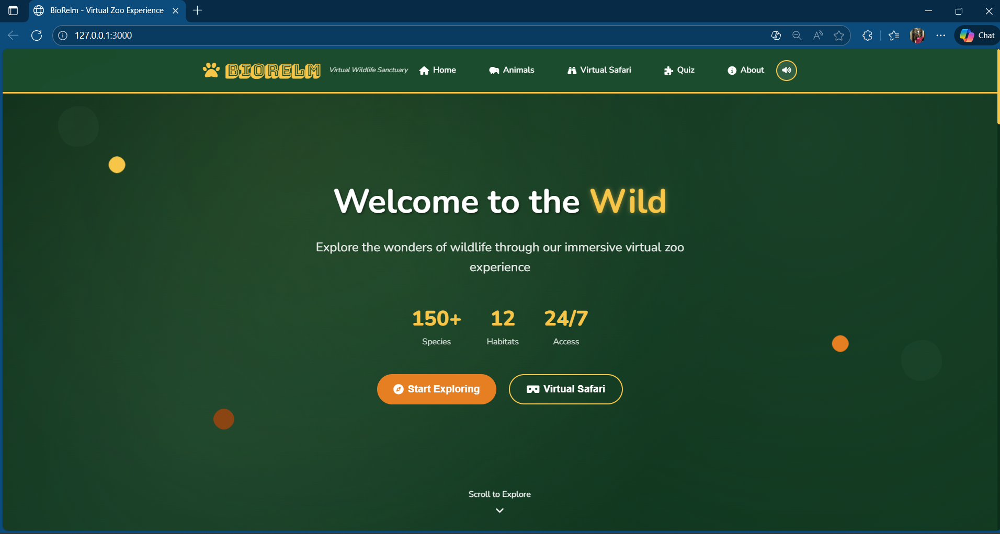 BioRelm - Virtual Zoo Experience
127.0.0.1:3000
Chat
BIORELM
Virtual Wildlife Sanctuary
Home
Animals
Virtual Safari
Quiz
About
Welcome to the Wild
Explore the wonders of wildlife through our immersive virtual zoo
experience
150+
12
24/7
Species
Habitats
Access
Start Exploring
Virtual Safari
Scroll to Explore